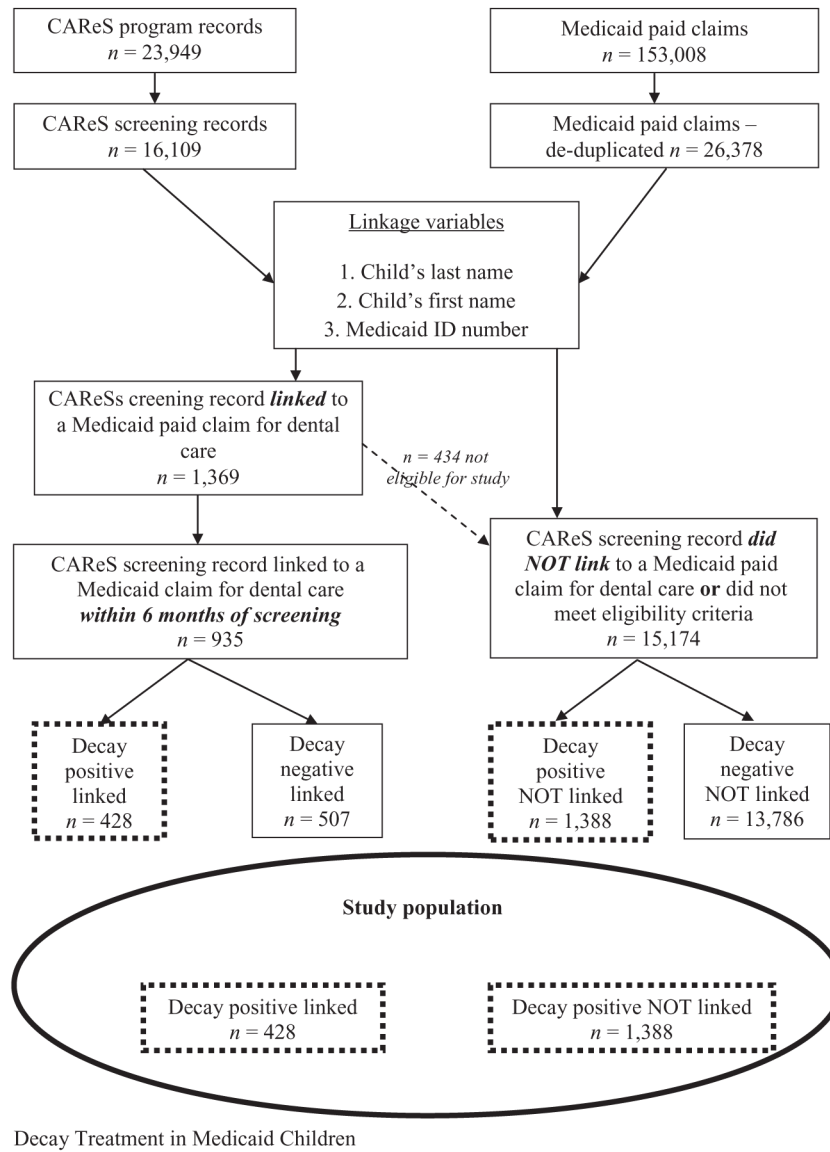 CAReS program records
n = 23,949
Medicaid paid claims
n = 153,008
CAReS screening records
n = 16,109
Medicaid paid claims –
de-duplicated n = 26,378
Linkage variables
1. Child's last name
2. Child's first name
3. Medicaid ID number
CAReSs creening record linked to
a Medicaid paid claim for dental
care
n = 1,369
n = 434 not
eligible for study
CAReS screening record linked to a
Medicaid claim for dental care
within 6 months of screening
n = 935
CAReS screening record did
NOT link to a Medicaid paid
claim for dental care or did not
meet eligibility criteria
n = 15,174
Decay
positive
linked
n = 428
Decay
negative
linked
n = 507
Decay
positive
NOT linked
n = 1,388
Decay
negative
NOT linked
n = 13,786
Study population
Decay positive linked
n = 428
Decay positive NOT linked
n = 1,388
Decay Treatment in Medicaid Children